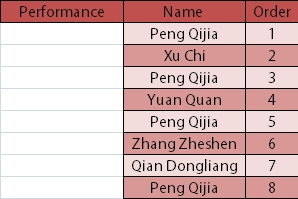 Performance Name Order
Peng Qijia 1
Xu Chi 2
Peng Qijia 3
Yuan Quan 4
Peng Qijia 5
Zhang Zheshen 6
Qian Dongliang 7
Peng Qijia 8